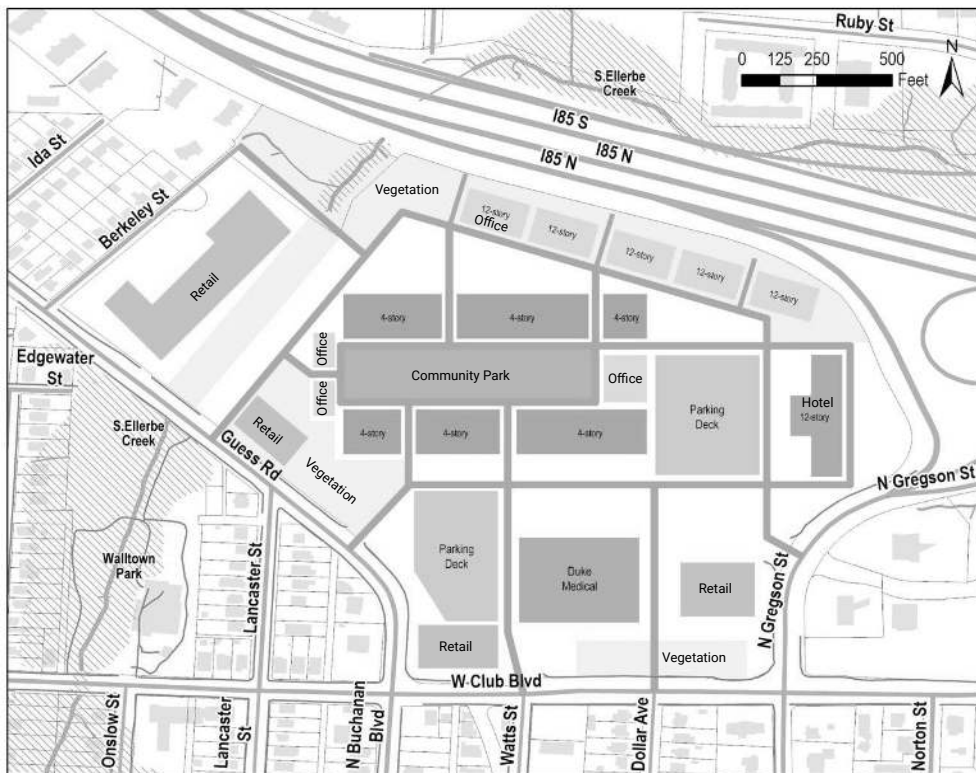 Ruby St
0 125 250 500
Feet
N
S.Ellerbe
Creek
I85 S
I85 N
I85 N
Ida St
Berkeley St
Vegetation
12-story
Office
12-story
12-story
12-story
12-story
Retail
4-story
4-story
4-story
Edgewater
St
Office
Community Park
Office
Office
Parking
Deck
Hotel
12-story
S.Ellerbe
Creek
Retail
4-story
4-story
4-story
Guess Rd
Vegetation
N Gregson St
Walltown
Park
Lancaster St
Parking
Deck
Duke
Medical
Retail
N Gregson St
Retail
Vegetation
W Club Blvd
Onslow St
Lancaster
St
N Buchanan
Blvd
Watts St
Dollar Ave
Norton St